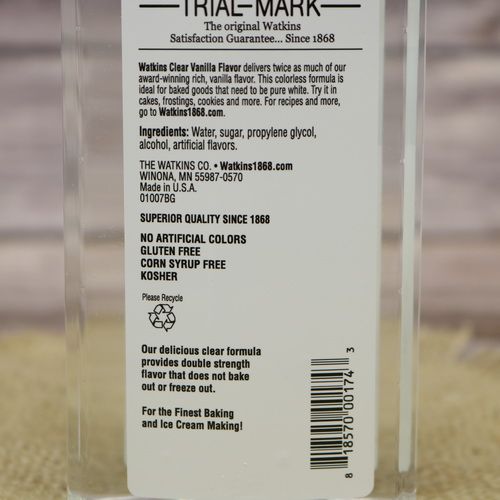 TRIAL-MARK
The original Watkins
Satisfaction Guarantee... Since 1868
Watkins Clear Vanilla Flavor delivers twice as much of our
award-winning rich, vanilla flavor. This colorless formula is
ideal for baked goods that need to be pure white. Try it in
cakes, frostings, cookies and more. For recipes and more,
go to Watkins1868.com.
Ingredients: Water, sugar, propylene glycol,
alcohol, artificial flavors.
THE WATKINS CO. • Watkins1868.com
WINONA, MN 55987-0570
Made in U.S.A.
01007BG
SUPERIOR QUALITY SINCE 1868
NO ARTIFICIAL COLORS
GLUTEN FREE
CORN SYRUP FREE
KOSHER
Please Recycle
Our delicious clear formula
provides double strength
flavor that does not bake
out or freeze out.
For the Finest Baking
and Ice Cream Making!
8 18570 00174 3